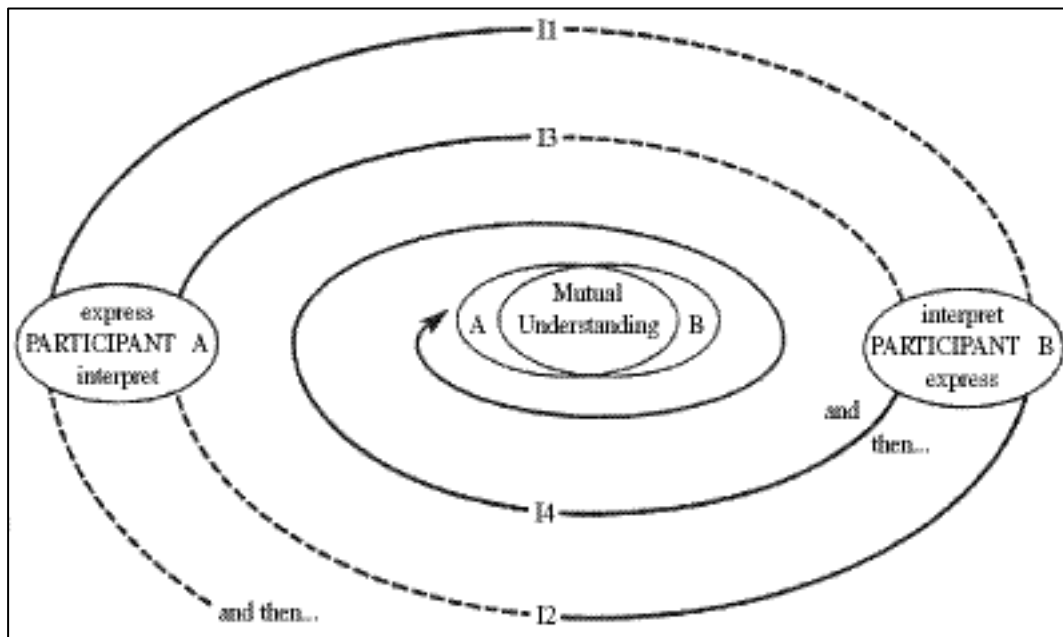 I1
I3
express
PARTICIPANT A
interpret
A
Mutual
Understanding
B
interpret
PARTICIPANT B
express
and
then...
I4
and then...
I2